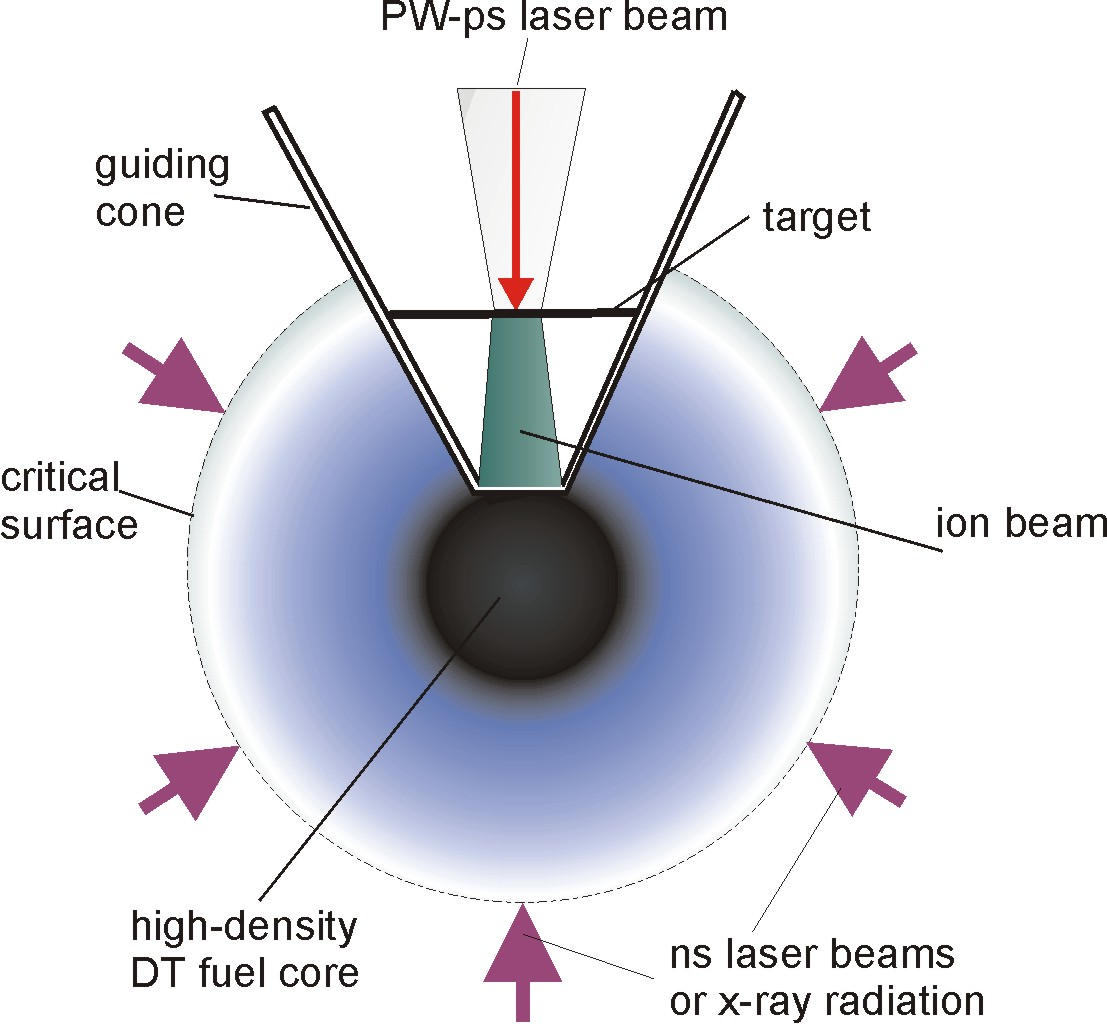 PW-ps laser beam
guiding
cone
target
critical
surface
ion beam
high-density
DT fuel core
ns laser beams
or x-ray radiation